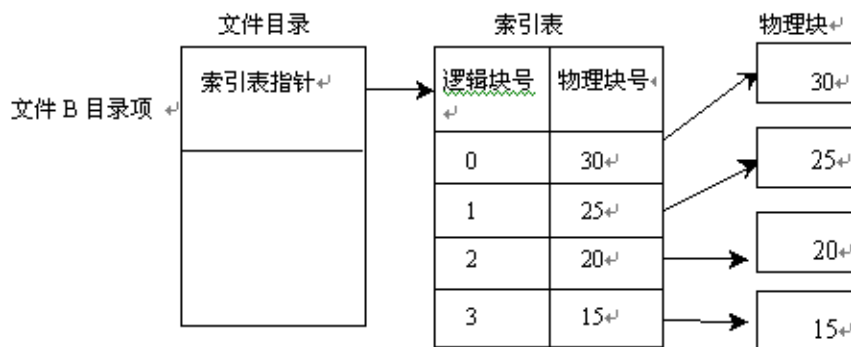 文件目录 索引表 物理块
索引表指针 逻辑块号 物理块号 30
文件 B 目录项
0 30 25
1 25
2 20 20
3 15 15